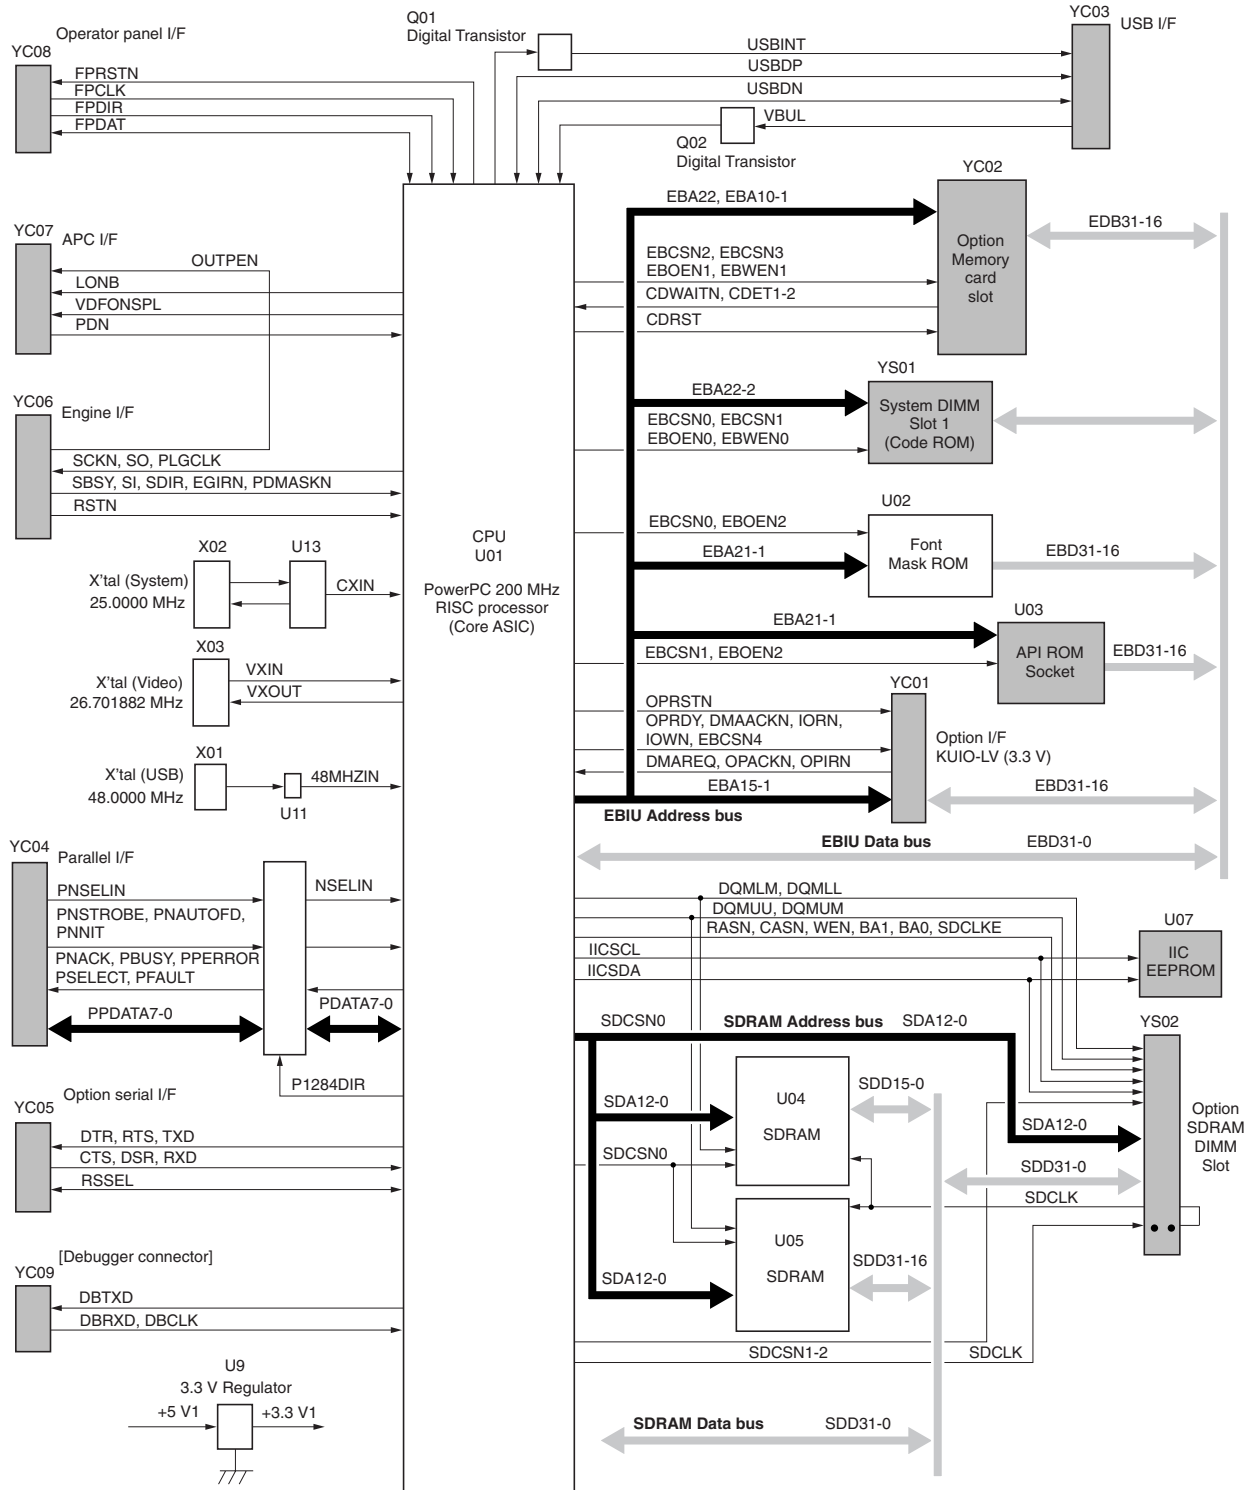 Q01
Digital Transistor
YC03
USB I/F
Operator panel I/F
YC08
FPRSTN
FPCLK
FPDIR
FPDAT
USBINT
USBDP
USBDN
VBUL
Q02
Digital Transistor
YC02
EBA22, EBA10-1
EDB31-16
Option
Memory
card
slot
EBCSN2, EBCSN3
EBOEN1, EBWEN1
CDWAITN, CDET1-2
CDRST
YC07
APC I/F
OUTPEN
LONB
VDFONSPL
PDN
YS01
EBA22-2
System DIMM
Slot 1
(Code ROM)
EBCSN0, EBCSN1
EBOEN0, EBWEN0
YC06
Engine I/F
SCKN, SO, PLGCLK
SBSY, SI, SDIR, EGIRN, PDMASKN
RSTN
U02
EBCSN0, EBOEN2
Font
Mask ROM
EBA21-1
EBD31-16
CPU
U01
PowerPC 200 MHz
RISC processor
(Core ASIC)
X02
U13
X'tal (System)
25.0000 MHz
CXIN
U03
EBA21-1
API ROM
Socket
EBD31-16
EBCSN1, EBOEN2
X03
X'tal (Video)
26.701882 MHz
VXIN
VXOUT
YC01
OPRSTN
OPRDY, DMAACKN, IORN,
IOWN, EBCSN4
DMAREQ, OPACKN, OPIRN
EBA15-1
Option I/F
KUIO-LV (3.3 V)
EBD31-16
X01
X'tal (USB)
48.0000 MHz
48MHZIN
U11
EBIU Address bus
EBIU Data bus
EBD31-0
YC04
Parallel I/F
PNSELIN
NSELIN
PNSTROBE, PNAUTOFD,
PNNIT
PNACK, PBUSY, PPERROR
PSELECT, PFAULT
PPDATA7-0
PDATA7-0
P1284DIR
DQMLM, DQMLL
DQMUU, DQMUM
RASN, CASN, WEN, BA1, BA0, SDCLKE
IICSCL
IICSDA
U07
IIC
EEPROM
SDCSN0
SDRAM Address bus
SDA12-0
YS02
Option serial I/F
YC05
DTR, RTS, TXD
CTS, DSR, RXD
RSSEL
U04
SDRAM
SDA12-0
SDD15-0
SDCSN0
SDA12-0
Option
SDRAM
DIMM
Slot
SDD31-0
SDCLK
U05
SDRAM
SDD31-16
SDA12-0
[Debugger connector]
YC09
DBTXD
DBRXD, DBCLK
SDCSN1-2
SDCLK
U9
3.3 V Regulator
+5 V1
+3.3 V1
SDRAM Data bus
SDD31-0